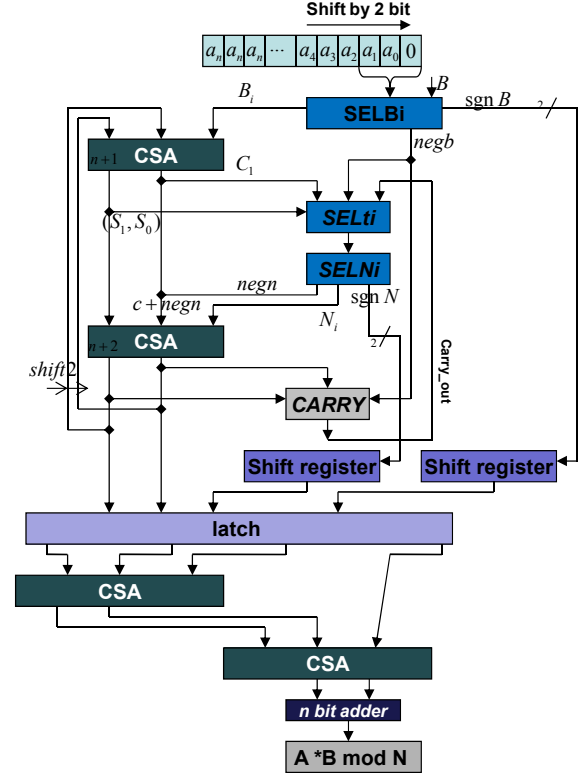 Shift by 2 bit
a_n a_n a_n ... a_4 a_3 a_2 a_1 a_0 0
B
B_i
SELBi
sgn B
2
negb
CSA
n+1
C_1
SELti
(S_1, S_0)
SELNi
negn
sgn N
c + negn
N_i
CSA
n+2
2
Carry_out
shift2
CARRY
Shift register
Shift register
latch
CSA
CSA
n bit adder
A *B mod N